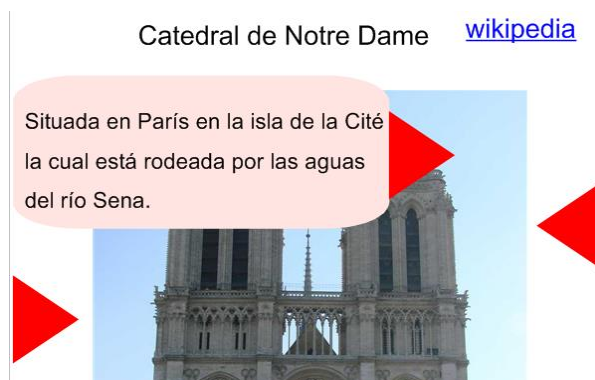 Catedral de Notre Dame
wikipedia
Situada en París en la isla de la Cité
la cual está rodeada por las aguas
del río Sena.